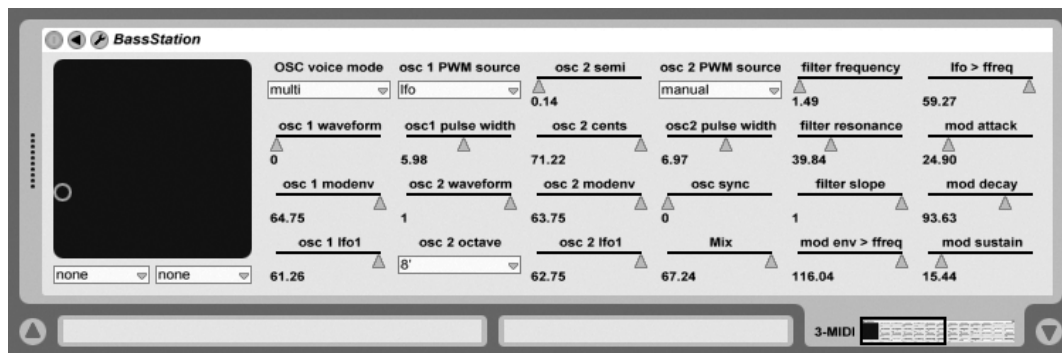 BassStation
OSC voice mode osc 1 PWM source osc 2 semi osc 2 PWM source filter frequency lfo > ffreq
multi lfo 0.14 manual 1.49 59.27
osc 1 waveform osc1 pulse width osc 2 cents osc2 pulse width filter resonance mod attack
0 5.98 71.22 6.97 39.84 24.90
osc 1 modenv osc 2 waveform osc 2 modenv osc sync filter slope mod decay
64.75 1 63.75 0 1 93.63
osc 1 lfo1 osc 2 octave osc 2 lfo1 Mix mod env > ffreq mod sustain
none none 61.26 8' 62.75 67.24 116.04 15.44
3-MIDI